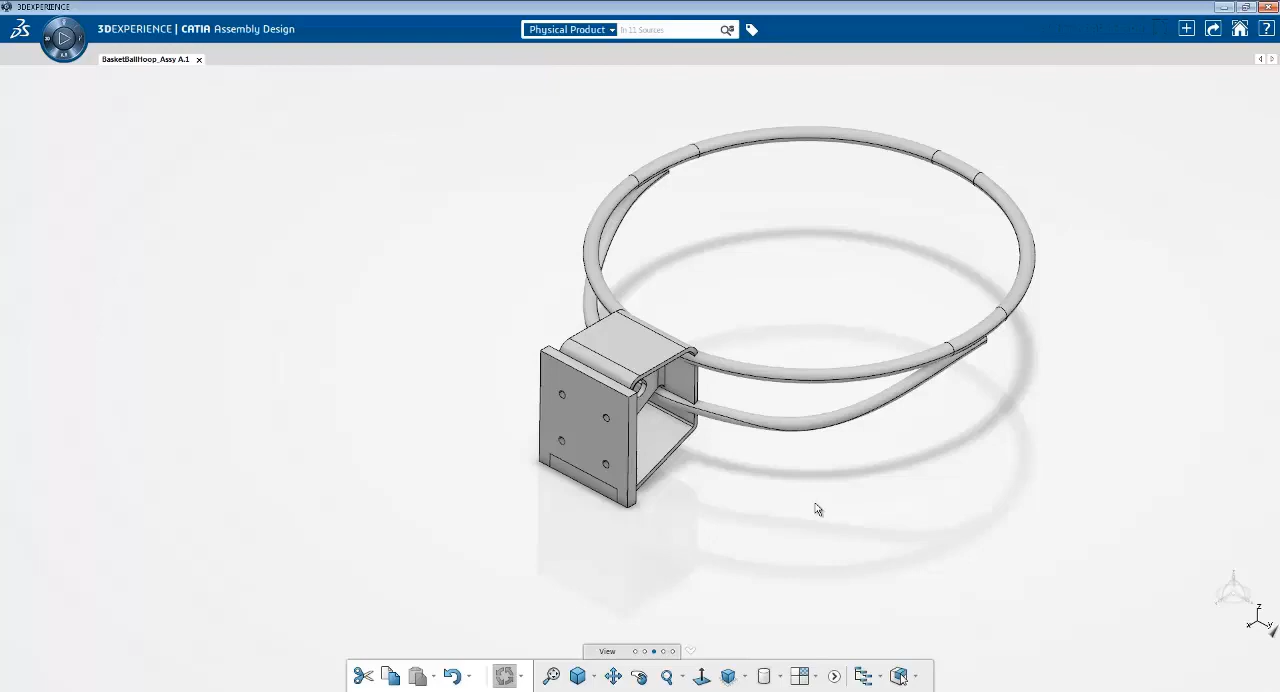 3DEXPERIENCE
3DEXPERIENCE | CATIA Assembly Design
Physical Product
In 11 Sources
BasketBallHoop_Assy A.1
View
z
x
y